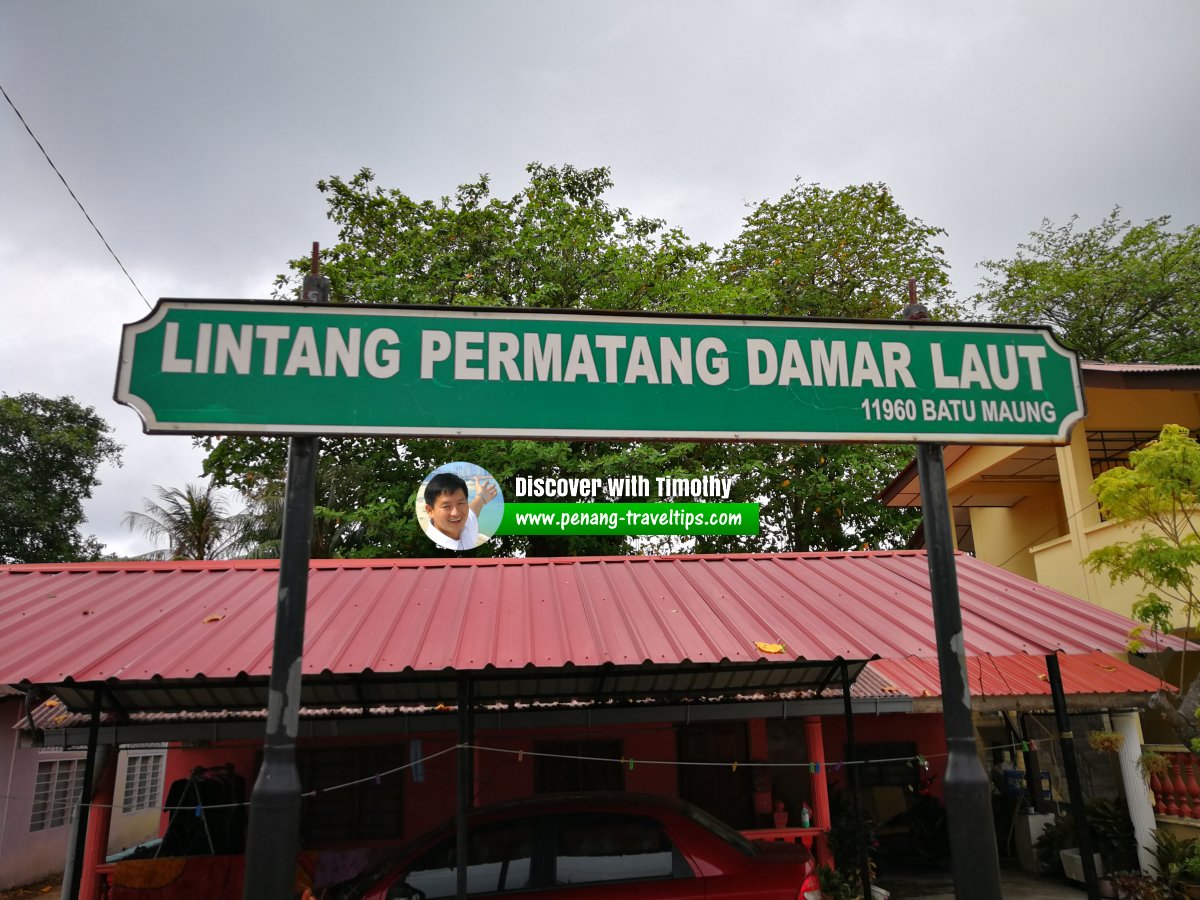 LINTANG PERMATANG DAMAR LAUT
11960 BATU MAUNG
Discover with Timothy
www.penang-traveltips.com